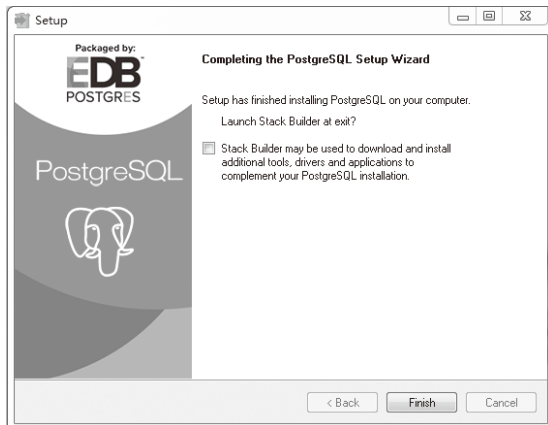 Setup
Packaged by:
EDB
POSTGRES
PostgreSQL
Completing the PostgreSQL Setup Wizard
Setup has finished installing PostgreSQL on your computer.
Launch Stack Builder at exit?
Stack Builder may be used to download and install
additional tools, drivers and applications to
complement your PostgreSQL installation.
< Back
Finish
Cancel